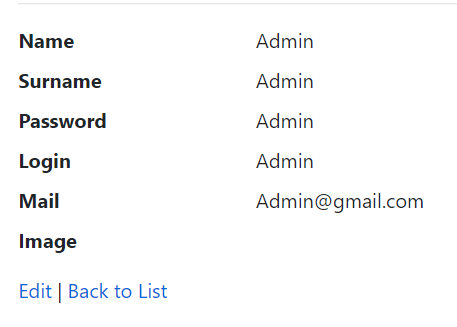 Name Admin
Surname Admin
Password Admin
Login Admin
Mail Admin@gmail.com
Image
Edit | Back to List